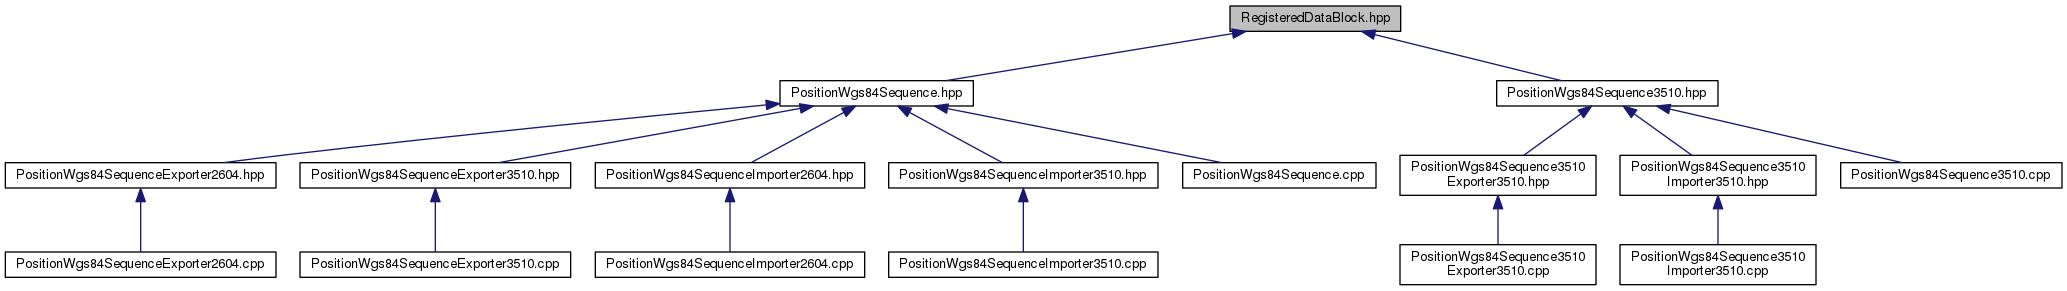 RegisteredDataBlock.hpp
PositionWgs84Sequence.hpp
PositionWgs84Sequence3510.hpp
PositionWgs84SequenceExporter2604.hpp
PositionWgs84SequenceExporter3510.hpp
PositionWgs84SequenceImporter2604.hpp
PositionWgs84SequenceImporter3510.hpp
PositionWgs84Sequence.cpp
PositionWgs84Sequence3510
Exporter3510.hpp
PositionWgs84Sequence3510
Importer3510.hpp
PositionWgs84Sequence3510.cpp
PositionWgs84SequenceExporter2604.cpp
PositionWgs84SequenceExporter3510.cpp
PositionWgs84SequenceImporter2604.cpp
PositionWgs84SequenceImporter3510.cpp
PositionWgs84Sequence3510
Exporter3510.cpp
PositionWgs84Sequence3510
Importer3510.cpp